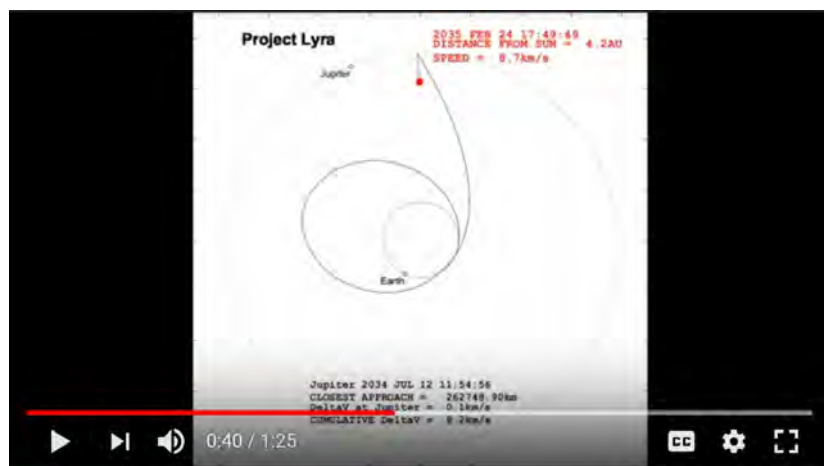 Project Lyra
2035 FEB 24 17:49:49
DISTANCE FROM SUN = 4.2AU
SPEED = 8.7km/s
Jupiter
Earth
Jupiter 2034 JUL 12 11:54:56
CLOSEST APPROACH = 262748.90km
DeltaV at Jupiter = 0.1km/s
CUMULATIVE DeltaV = 8.2km/s
0:40 / 1:25
CC